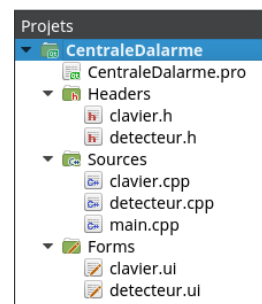 Projets
CentraleDalarme
CentraleDalarme.pro
Headers
clavier.h
detecteur.h
Sources
clavier.cpp
detecteur.cpp
main.cpp
Forms
clavier.ui
detecteur.ui